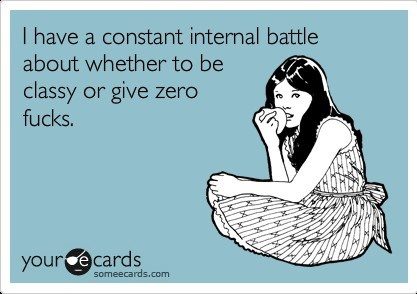 I have a constant internal battle
about whether to be
classy or give zero
fucks.
your e cards
someecards.com